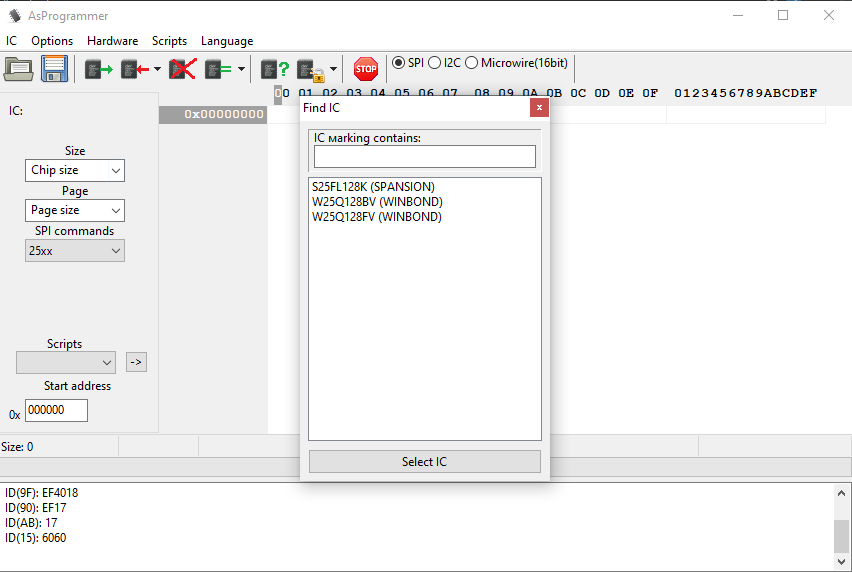 AsProgrammer
IC Options Hardware Scripts Language
STOP SPI I2C Microwire(16bit)
00 01 02 03 04 05 06 07 08 09 0A 0B 0C 0D 0E 0F 0123456789ABCDEF
0x00000000
IC:
Size
Chip size
Page
Page size
SPI commands
25xx
Scripts
->
Start address
0x 000000
Find IC
x
IC marking contains:
S25FL128K (SPANSION)
W25Q128BV (WINBOND)
W25Q128FV (WINBOND)
Select IC
Size: 0
ID(9F): EF4018
ID(90): EF17
ID(AB): 17
ID(15): 6060